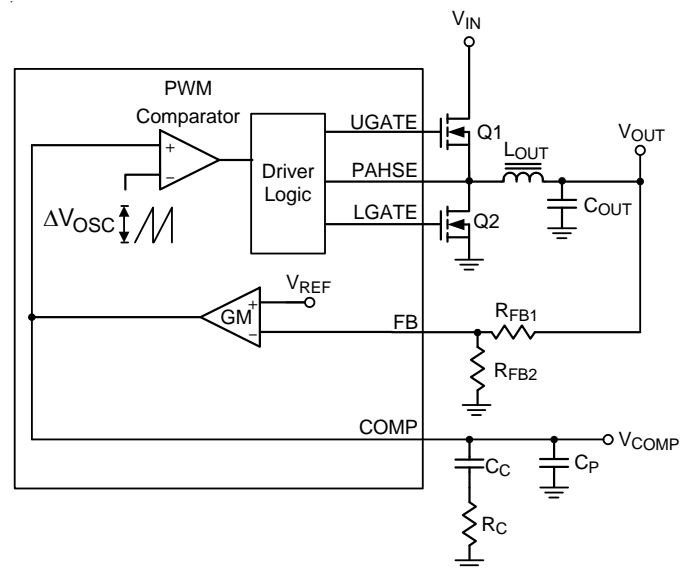 VIN
PWM
Comparator
UGATE
Q1
VOUT
+
−
Driver
Logic
PAHSE
LOUT
COUT
LGATE
Q2
ΔVOSC
VREF
+
GM
−
FB
RFB1
RFB2
COMP
VCOMP
CC
CP
RC